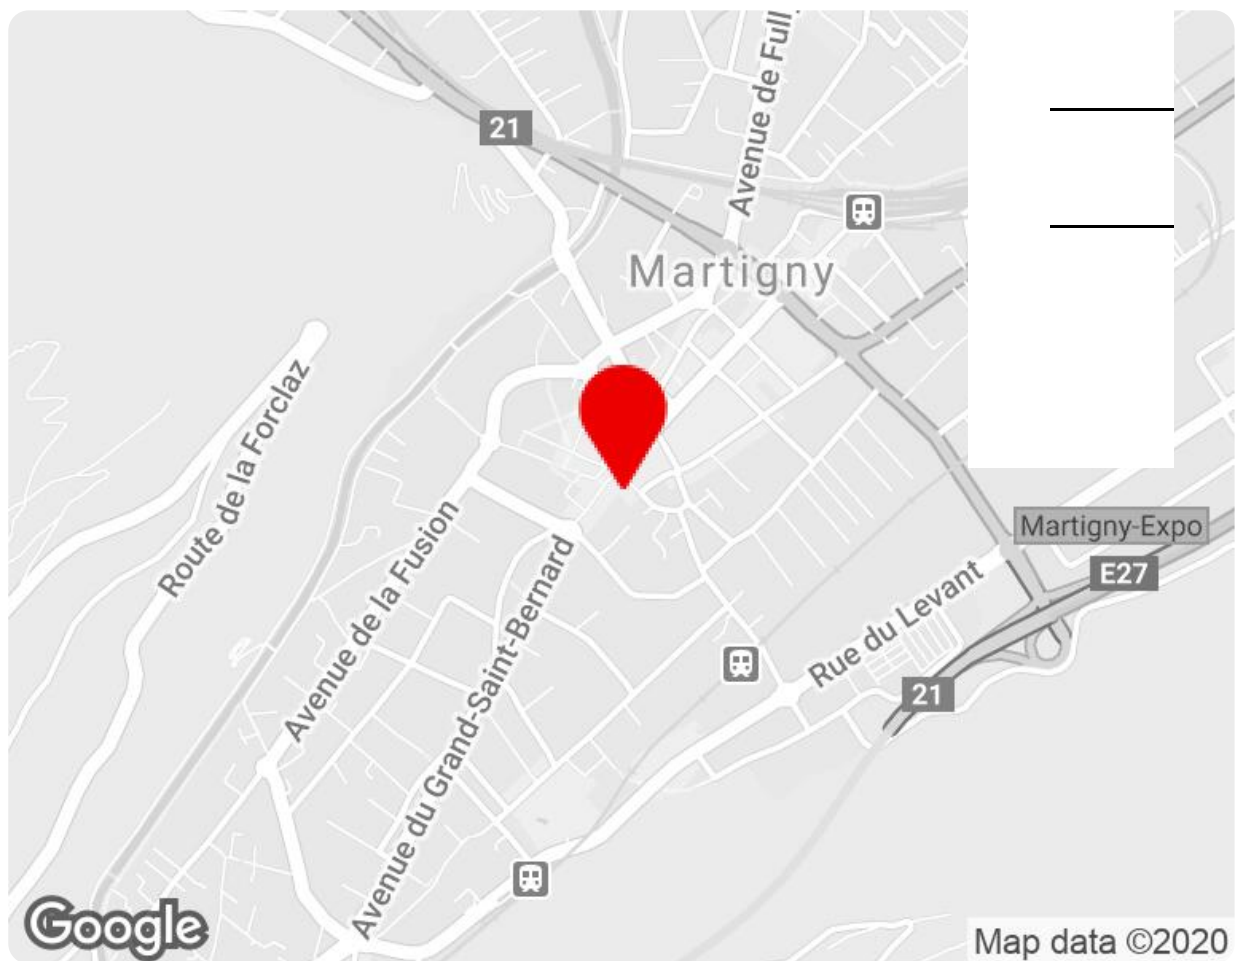 Avenue de Full
21
Martigny
Route de la Forclaz
Avenue de la Fusion
Martigny-Expo
E27
Avenue du Grand-Saint-Bernard
Rue du Levant
21
Google
Map data ©2020